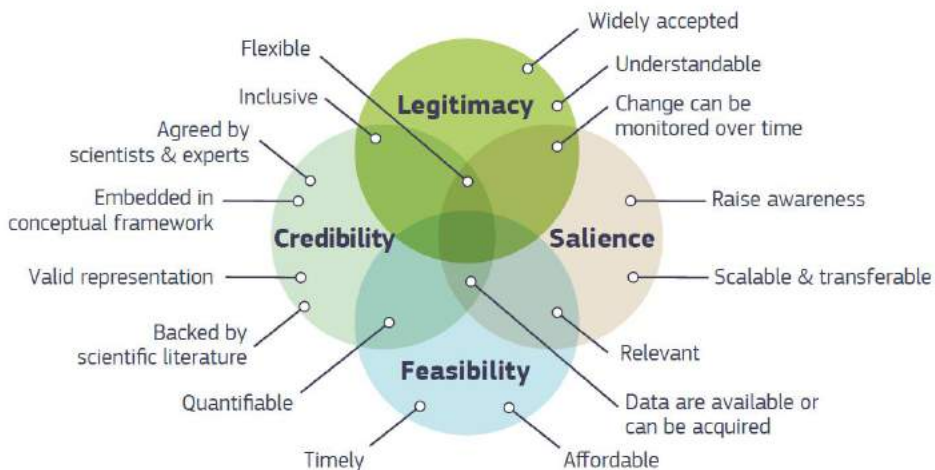 Widely accepted
Flexible
Understandable
Legitimacy
Inclusive
Change can be
monitored over time
Agreed by
scientists & experts
Embedded in
conceptual framework
Raise awareness
Credibility
Salience
Valid representation
Scalable & transferable
Backed by
scientific literature
Relevant
Feasibility
Quantifiable
Data are available or
can be acquired
Timely
Affordable